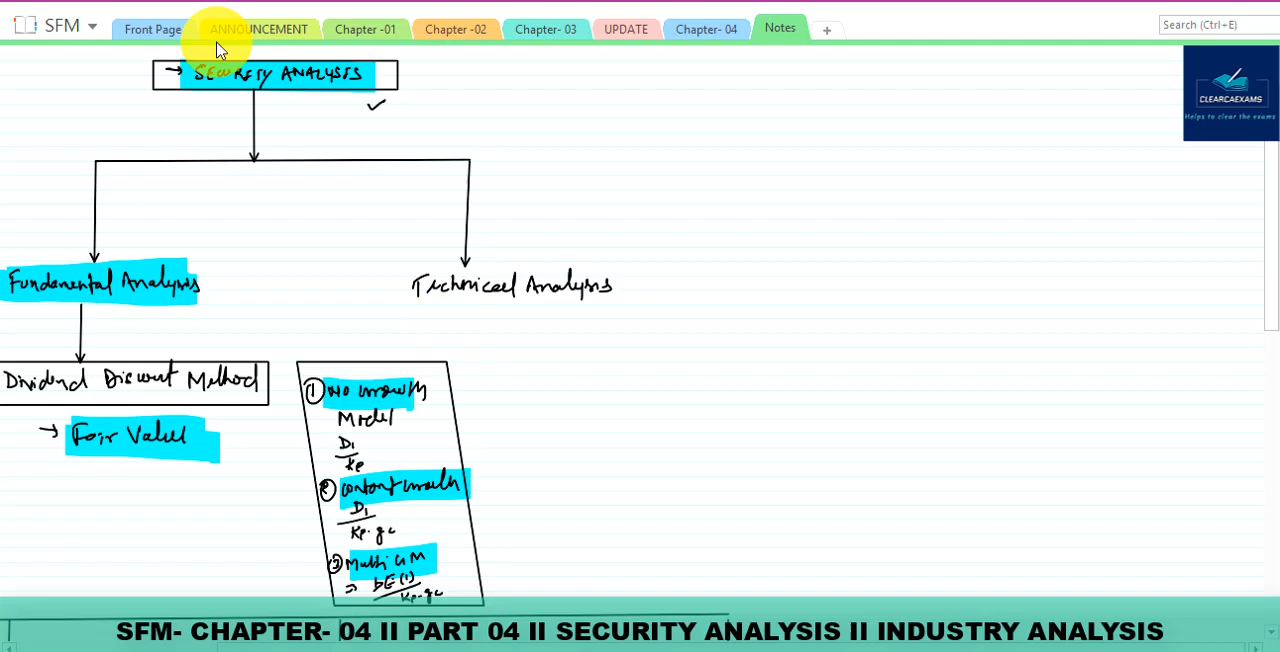 SFM
Front Page
ANNOUNCEMENT
Chapter -01
Chapter -02
Chapter- 03
UPDATE
Chapter- 04
Notes
+
Search (Ctrl+E)
CLEARCAEXAMS
Helps to clear the exams
→ SECURITY ANALYSIS
Fundamental Analysis
Technical Analysis
Dividend Discount Method
→ Fair Value
① No Growth
Model
D1
Ke
② Constant Growth
D1
Ke-gc
③ Multi GM
Ke-gc
SFM- CHAPTER- 04 II PART 04 II SECURITY ANALYSIS II INDUSTRY ANALYSIS